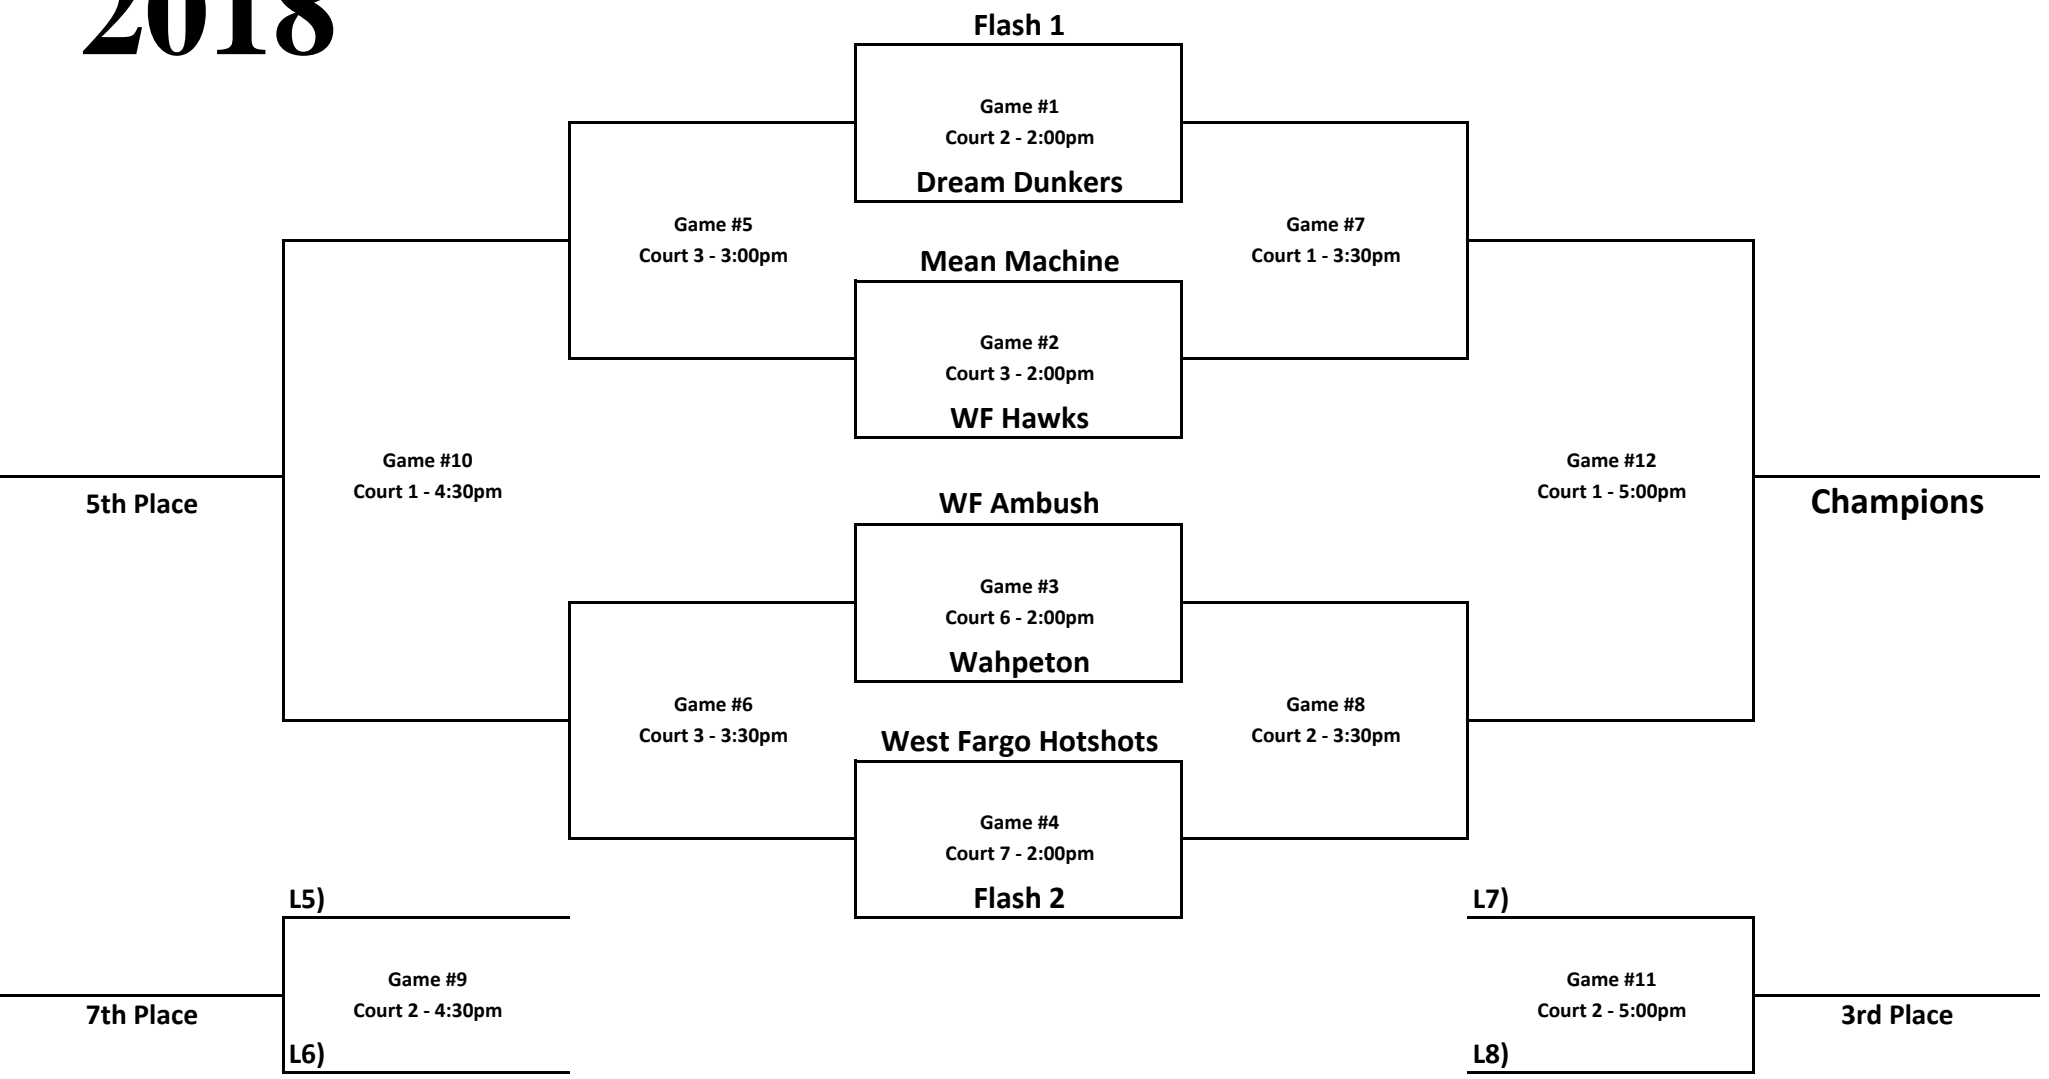 2018
Flash 1
Game #1
Court 2 - 2:00pm
Dream Dunkers
Game #5
Court 3 - 3:00pm
Game #7
Court 1 - 3:30pm
Mean Machine
Game #2
Court 3 - 2:00pm
WF Hawks
Game #10
Court 1 - 4:30pm
5th Place
Game #12
Court 1 - 5:00pm
Champions
WF Ambush
Game #3
Court 6 - 2:00pm
Wahpeton
Game #6
Court 3 - 3:30pm
Game #8
Court 2 - 3:30pm
West Fargo Hotshots
Game #4
Court 7 - 2:00pm
Flash 2
L5)
Game #9
Court 2 - 4:30pm
7th Place
L6)
L7)
Game #11
Court 2 - 5:00pm
3rd Place
L8)